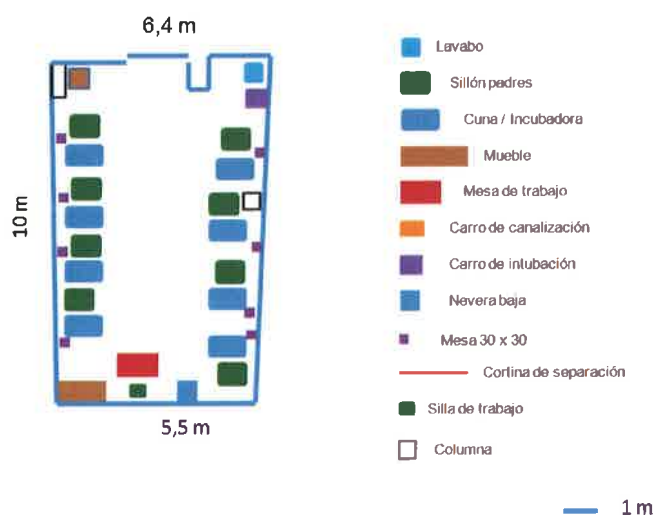 6,4 m
10 m
5,5 m
Lavabo
Sillón padres
Cuna / Incubadora
Mueble
Mesa de trabajo
Carro de canalización
Carro de intubación
Nevera baja
Mesa 30 x 30
Cortina de separación
Silla de trabajo
Columna
1 m